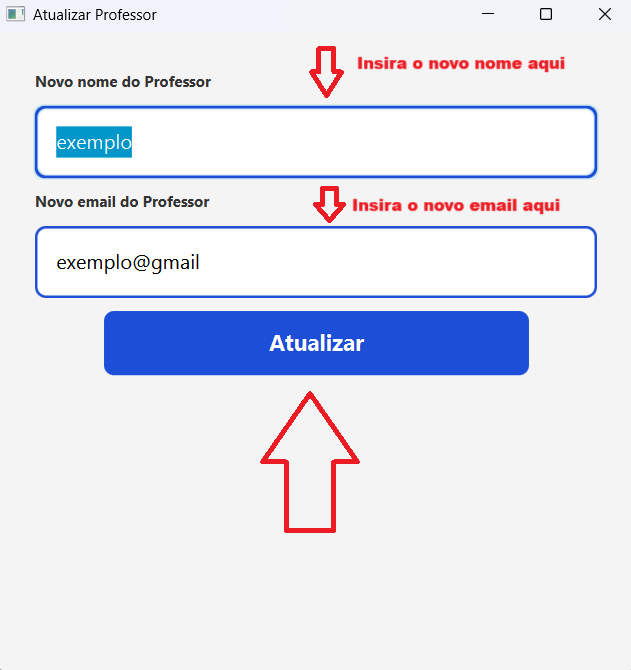 Atualizar Professor
Insira o novo nome aqui
Novo nome do Professor
exemplo
Novo email do Professor
Insira o novo email aqui
exemplo@gmail
Atualizar